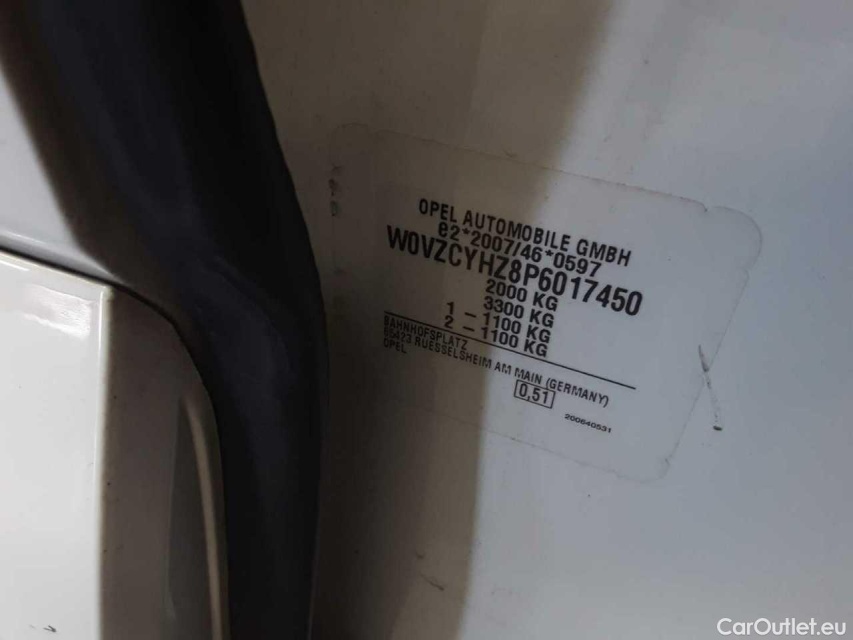 OPEL AUTOMOBILE GMBH
e2*2007/46*0597
W0VZCYHZ8P6017450
2000 KG
3300 KG
1 – 1100 KG
2 – 1100 KG
BAHNHOFSPLATZ
65423 RUESSELSHEIM AM MAIN (GERMANY)
OPEL
0,51
200640531
CarOutlet.eu